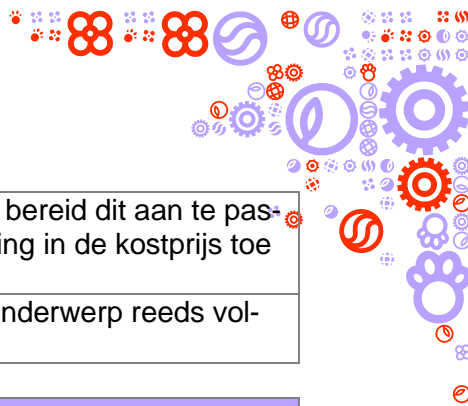 bereid dit aan te pas-
ing in de kostprijs toe
nderwerp reeds vol-